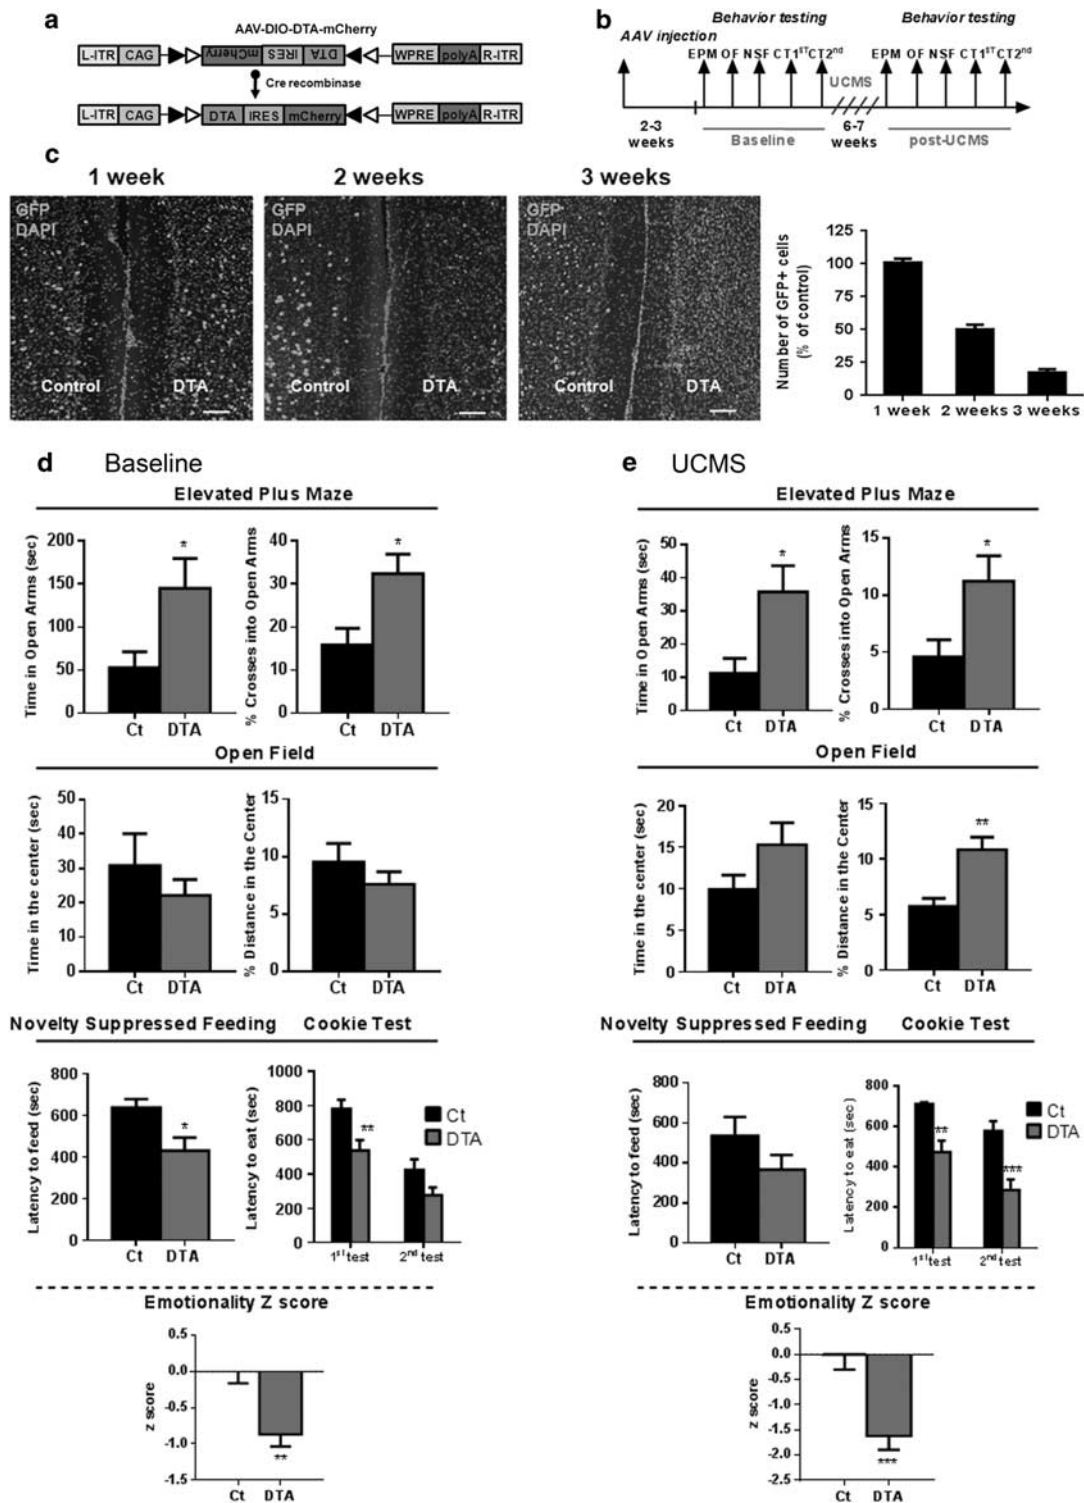 a
AAV-DIO-DTA-mCherry
L-ITR CAG mCherry IRES DTA WPRE polyA R-ITR
Cre recombinase
L-ITR CAG DTA IRES mCherry WPRE polyA R-ITR
b
Behavior testing Behavior testing
AAV injection
EPM OF NSF CT1ST CT2nd EPM OF NSF CT1ST CT2nd
UCMS
2-3 weeks
Baseline
6-7 weeks
post-UCMS
c
1 week 2 weeks 3 weeks
GFP GFP GFP
DAPI DAPI DAPI
Control DTA Control DTA Control DTA
Number of GFP+ cells
(% of control)
125
100
75
50
25
0
1 week 2 weeks 3 weeks
d Baseline
Elevated Plus Maze
Time in Open Arms (sec)
200
150
100
50
0
*
Ct DTA
% Crosses into Open Arms
40
30
20
10
0
*
Ct DTA
Open Field
Time in the center (sec)
50
40
30
20
10
0
Ct DTA
% Distance in the Center
15
10
5
0
Ct DTA
Novelty Suppressed Feeding Cookie Test
Latency to feed (sec)
800
600
400
200
0
*
Ct DTA
Latency to eat (sec)
1000
800
600
400
200
0
**
Ct
DTA
1st test 2nd test
Emotionality Z score
z score
0.5
0.0
-0.5
-1.0
-1.5
**
Ct DTA
e UCMS
Elevated Plus Maze
Time in Open Arms (sec)
50
40
30
20
10
0
*
Ct DTA
% Crosses into Open Arms
15
10
5
0
*
Ct DTA
Open Field
Time in the center (sec)
20
15
10
5
0
Ct DTA
% Distance in the Center
15
10
5
0
**
Ct DTA
Novelty Suppressed Feeding Cookie Test
Latency to feed (sec)
800
600
400
200
0
Ct DTA
Latency to eat (sec)
800
600
400
200
0
**
***
Ct
DTA
1st test 2nd test
Emotionality Z score
z score
0.5
0.0
-0.5
-1.0
-1.5
-2.0
-2.5
***
Ct DTA